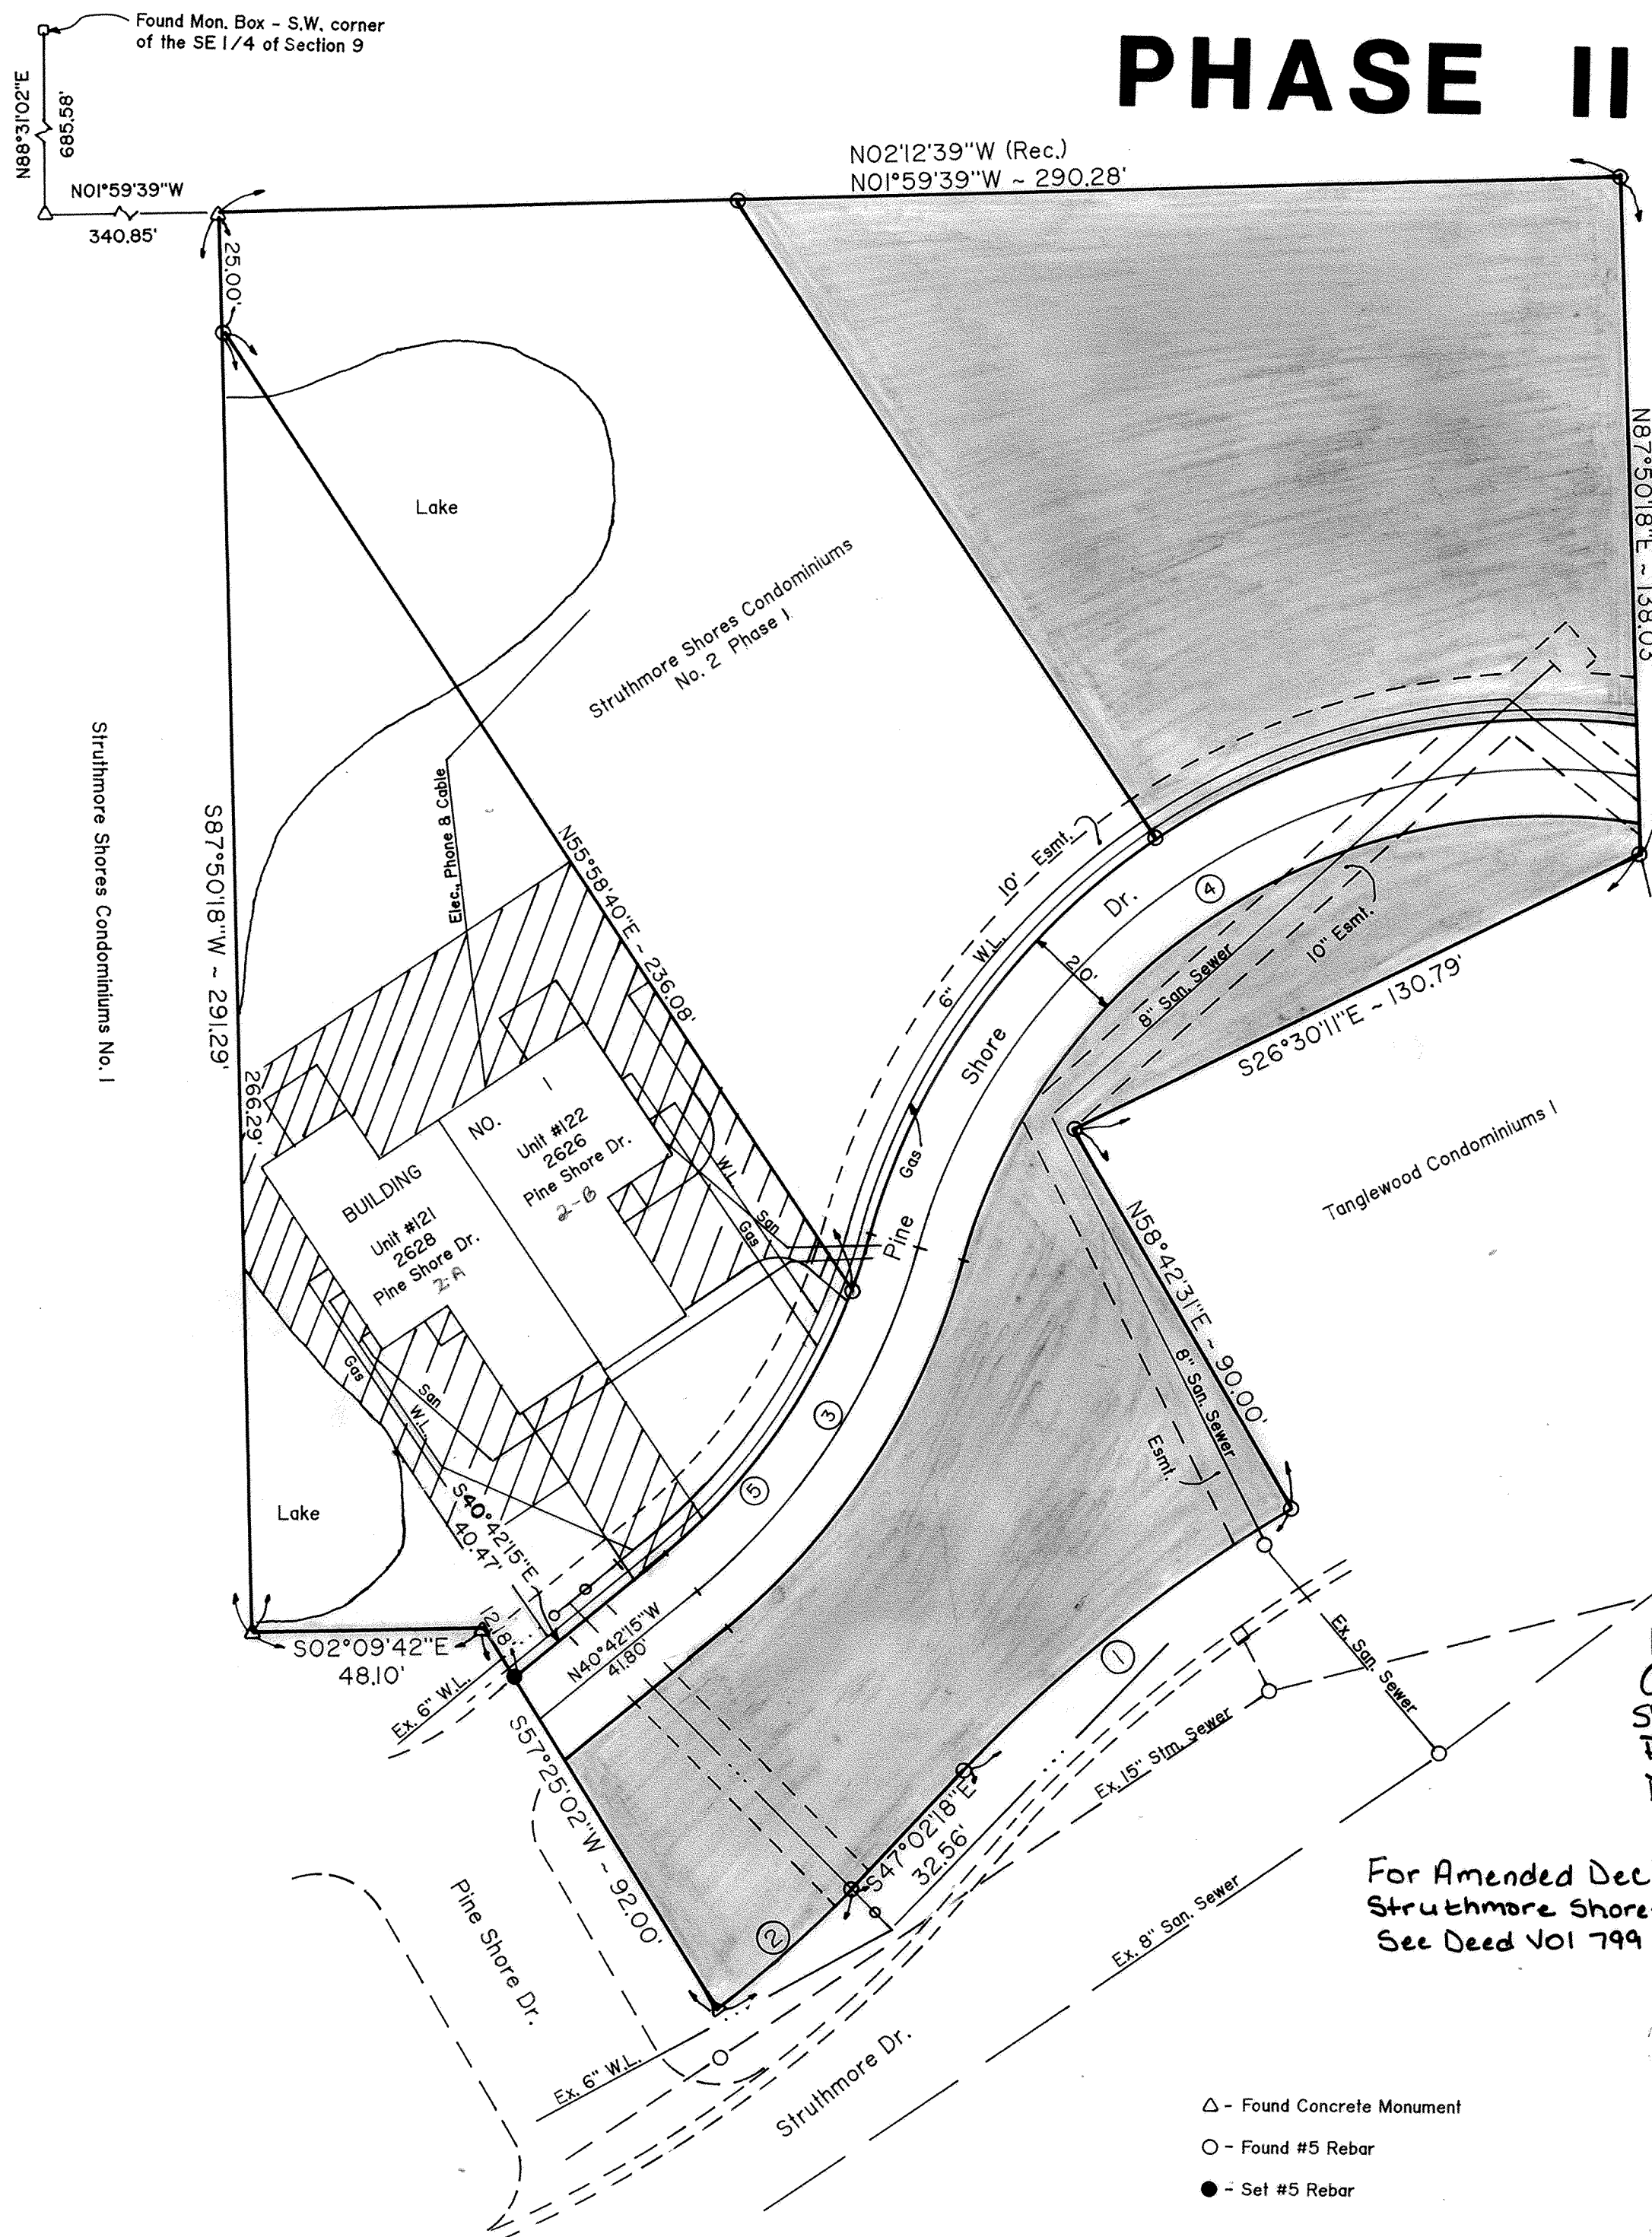 Found Mon. Box - S.W. corner
of the SE 1/4 of Section 9
PHASE II
N88°31'02"E
685.58'
N01°59'39"W
340.85'
N02°12'39"W (Rec.)
N01°59'39"W ~ 290.28'
25.00'
N87°50'18"E ~ 138.03
Lake
Struthmore Shores Condominiums
No. 2 Phase 1
Struthmore Shores Condominiums No. 1
S87°50'18"W ~ 291.29'
266.29'
Elec., Phone & Cable
N55°58'40"E ~ 236.08'
10' Esmt.
6" W.L.
Pine Shore Dr.
4
20'
8" San. Sewer
10" Esmt.
S26°30'11"E ~ 130.79'
Gas
Tanglewood Condominiums 1
BUILDING NO. 1
Unit #122
2626
Pine Shore Dr.
2-B
Unit #121
2628
Pine Shore Dr.
2-A
W.L.
San
Gas
Gas
San
W.L.
N58°42'31"E ~ 90.00'
8" San. Sewer
Esmt.
3
5
Lake
S40°42'15"E
40.47'
S02°09'42"E
48.10'
12.18'
N40°42'15"W
41.80'
Ex. 6" W.L.
S57°25'02"W ~ 92.00'
1
Ex. San. Sewer
Ex. 15" Stm. Sewer
S47°02'18"E
32.56'
2
Pine Shore Dr.
Ex. 8" San. Sewer
Ex. 6" W.L.
Struthmore Dr.
For Amended Dec
Struthmore Shore
See Deed Vol 799
△ - Found Concrete Monument
○ - Found #5 Rebar
● - Set #5 Rebar